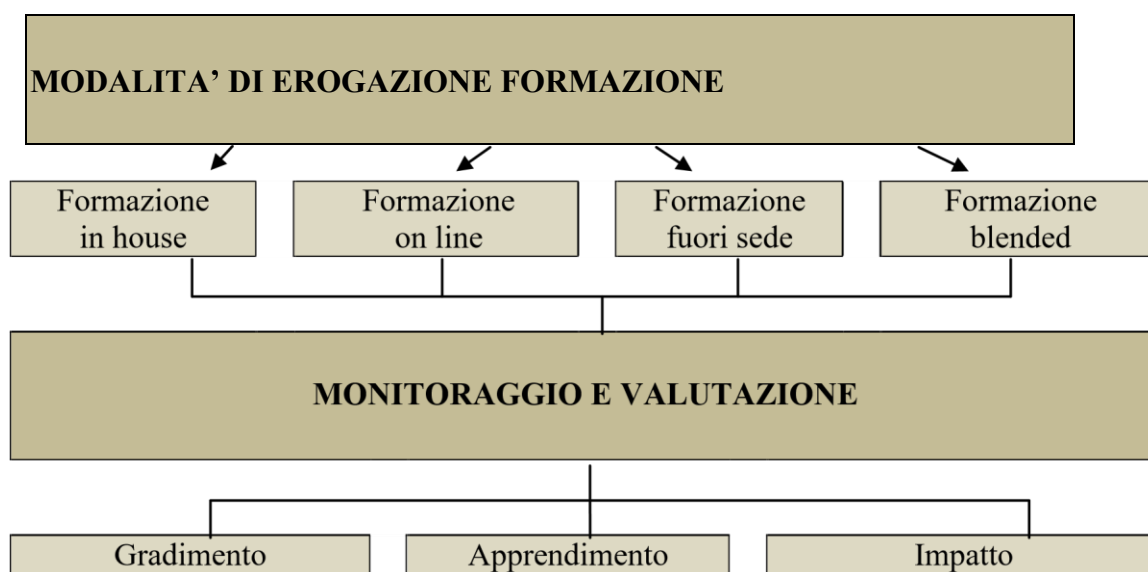 MODALITA’ DI EROGAZIONE FORMAZIONE
Formazione
in house
Formazione
on line
Formazione
fuori sede
Formazione
blended
MONITORAGGIO E VALUTAZIONE
Gradimento
Apprendimento
Impatto